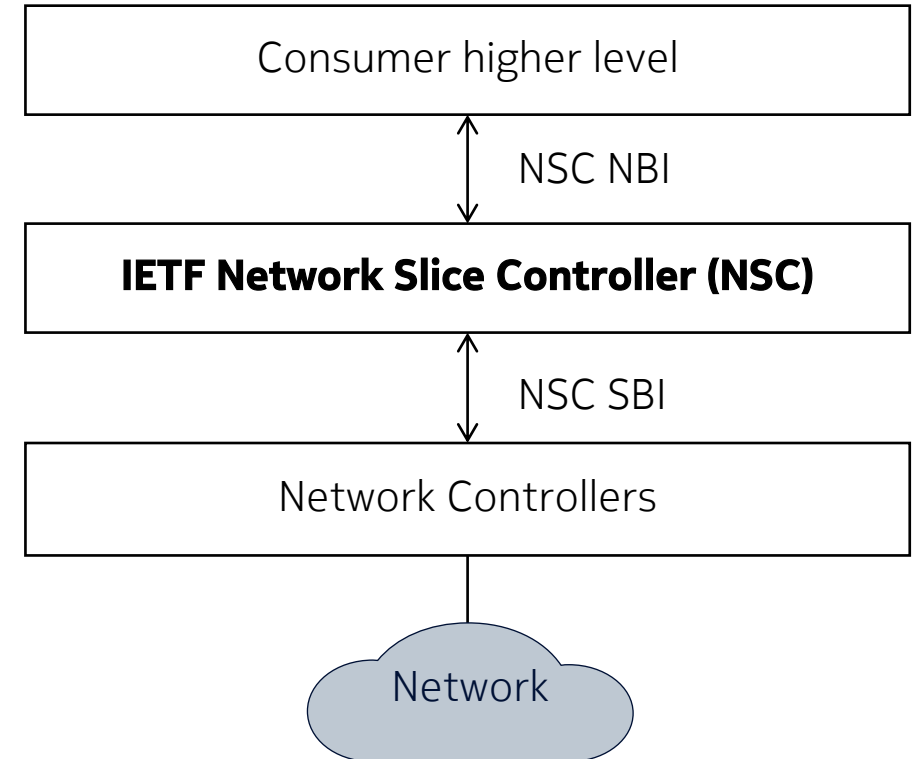 Consumer higher level
NSC NBI
IETF Network Slice Controller (NSC)
NSC SBI
Network Controllers
Network